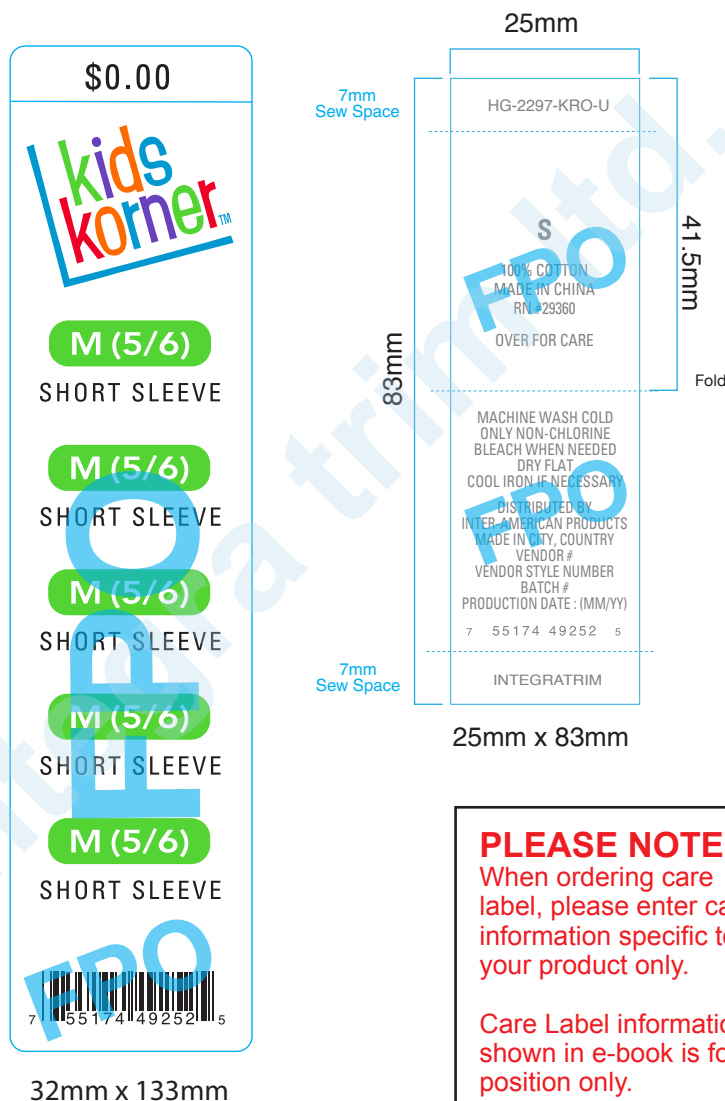 $0.00
kids
korner™
M (5/6)
SHORT SLEEVE
M (5/6)
SHORT SLEEVE
M (5/6)
SHORT SLEEVE
M (5/6)
SHORT SLEEVE
M (5/6)
SHORT SLEEVE
FPO
FPO
7 55174 49252 5
32mm x 133mm
25mm
7mm
Sew Space
HG-2297-KRO-U
S
100% COTTON
MADE IN CHINA
RN #29360
OVER FOR CARE
FPO
41.5mm
83mm
Fold
MACHINE WASH COLD
ONLY NON-CHLORINE
BLEACH WHEN NEEDED
DRY FLAT
COOL IRON IF NECESSARY
DISTRIBUTED BY
INTER-AMERICAN PRODUCTS
MADE IN CITY, COUNTRY
VENDOR #
VENDOR STYLE NUMBER
BATCH #
PRODUCTION DATE : (MM/YY)
FPO
7 55174 49252 5
7mm
Sew Space
INTEGRATRIM
25mm x 83mm
PLEASE NOTE
When ordering care
label, please enter
information specific
your product only.
Care Label
shown in e-book is
position only.
trim ltd.